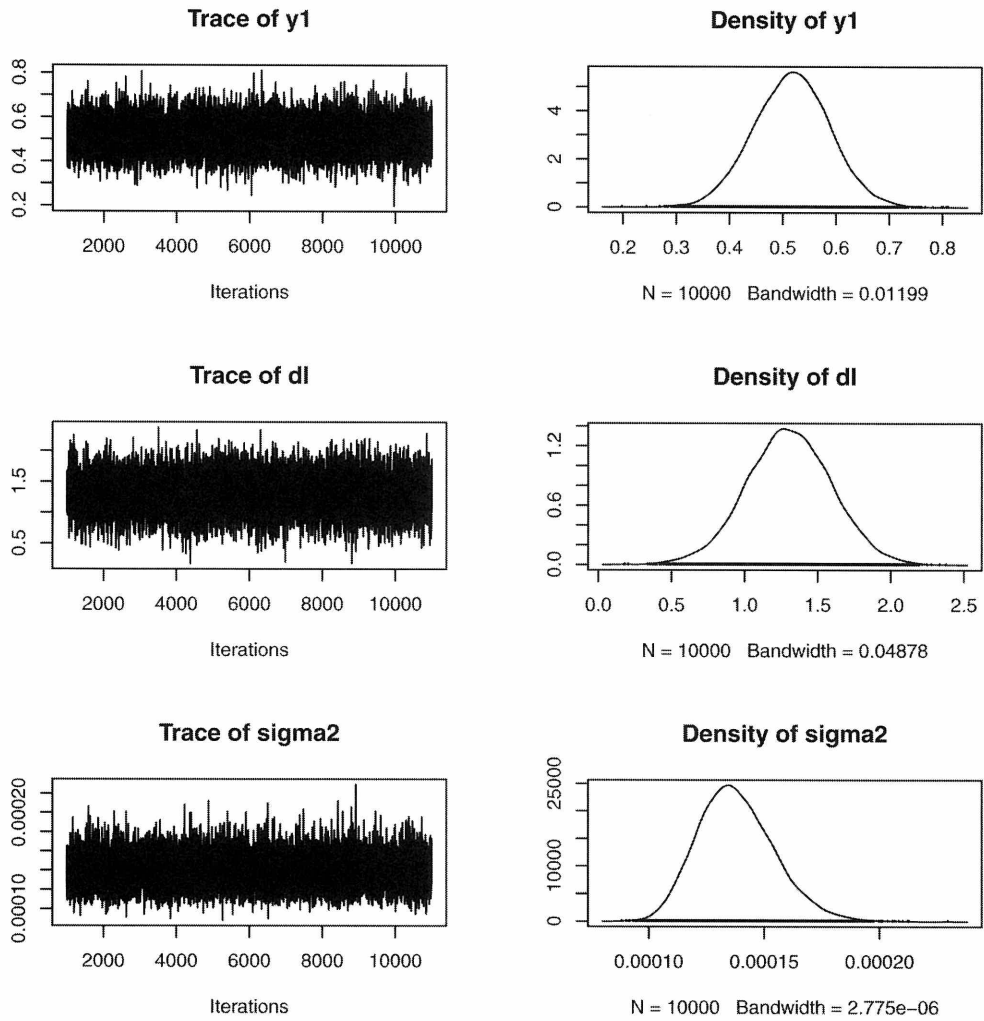 Trace of y1
0.2 0.4 0.6 0.8
2000 4000 6000 8000 10000
Iterations
Density of y1
0 2 4
0.2 0.3 0.4 0.5 0.6 0.7 0.8
N = 10000 Bandwidth = 0.01199
Trace of dl
0.5 1.5
2000 4000 6000 8000 10000
Iterations
Density of dl
0.0 0.6 1.2
0.0 0.5 1.0 1.5 2.0 2.5
N = 10000 Bandwidth = 0.04878
Trace of sigma2
0.00010 0.00020
2000 4000 6000 8000 10000
Iterations
Density of sigma2
0 10000 25000
0.00010 0.00015 0.00020
N = 10000 Bandwidth = 2.775e−06